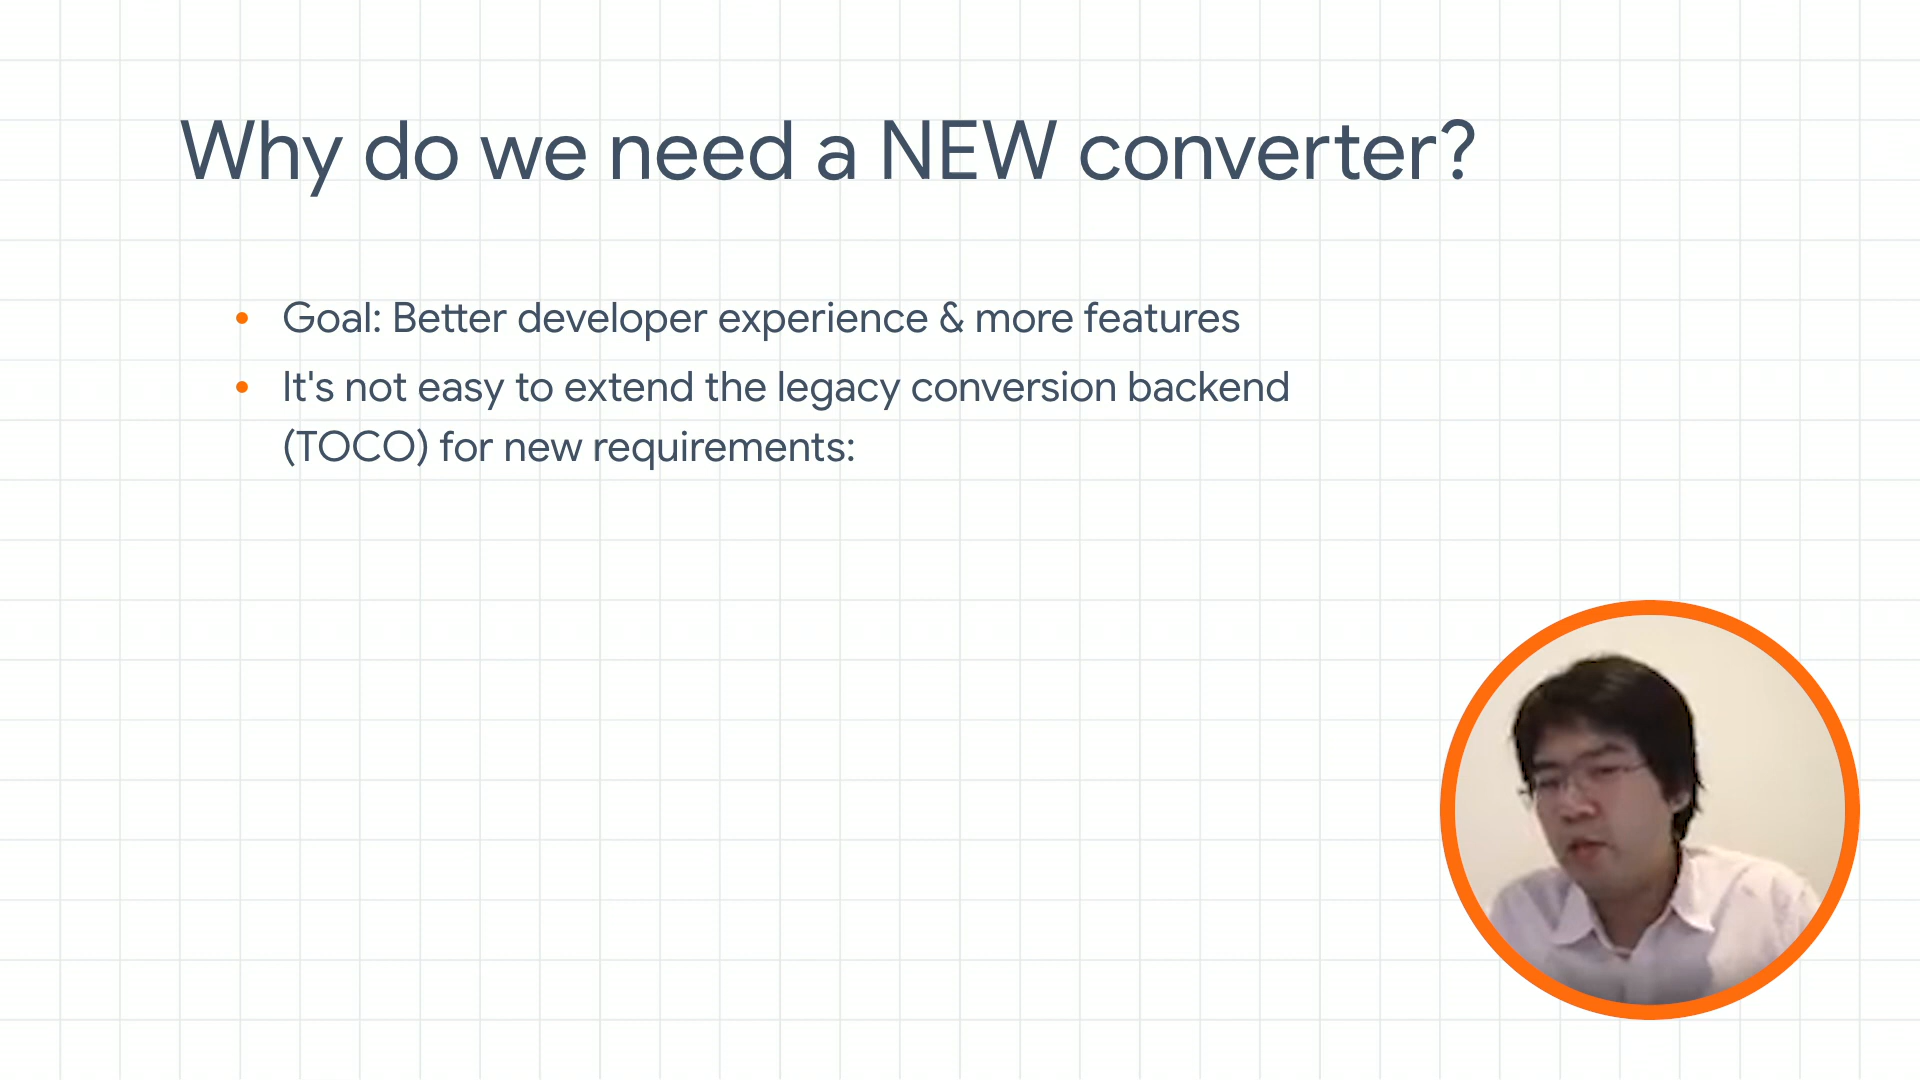 Why do we need a NEW converter?
• Goal: Better developer experience & more features
• It's not easy to extend the legacy conversion backend
(TOCO) for new requirements: